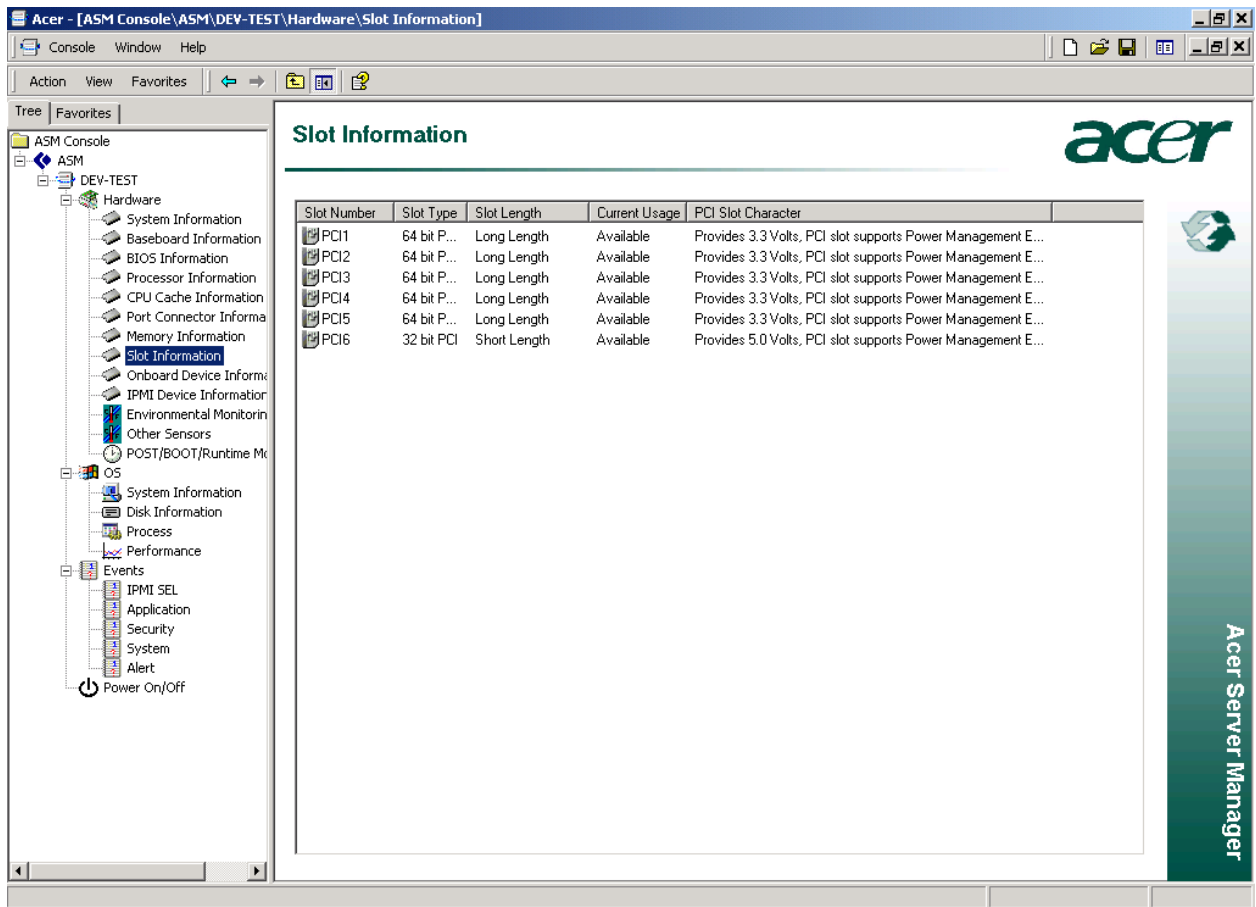 Acer - [ASM Console\ASM\DEV-TEST\Hardware\Slot Information]
Console Window Help
Action View Favorites
Tree Favorites
ASM Console
ASM
DEV-TEST
Hardware
System Information
Baseboard Information
BIOS Information
Processor Information
CPU Cache Information
Port Connector Informa
Memory Information
Slot Information
Onboard Device Informa
IPMI Device Information
Environmental Monitorin
Other Sensors
POST/BOOT/Runtime Mo
OS
System Information
Disk Information
Process
Performance
Events
IPMI SEL
Application
Security
System
Alert
Power On/Off
Slot Information
acer
Slot Number Slot Type Slot Length Current Usage PCI Slot Character
PCI1 64 bit P... Long Length Available Provides 3.3 Volts, PCI slot supports Power Management E...
PCI2 64 bit P... Long Length Available Provides 3.3 Volts, PCI slot supports Power Management E...
PCI3 64 bit P... Long Length Available Provides 3.3 Volts, PCI slot supports Power Management E...
PCI4 64 bit P... Long Length Available Provides 3.3 Volts, PCI slot supports Power Management E...
PCI5 64 bit P... Long Length Available Provides 3.3 Volts, PCI slot supports Power Management E...
PCI6 32 bit PCI Short Length Available Provides 5.0 Volts, PCI slot supports Power Management E...
Acer Server Manager